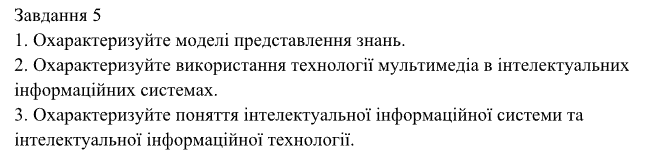 Завдання 5
1. Охарактеризуйте моделі представлення знань.
2. Охарактеризуйте використання технології мультимедіа в інтелектуальних
інформаційних системах.
3. Охарактеризуйте поняття інтелектуальної інформаційної системи та
інтелектуальної інформаційної технології.